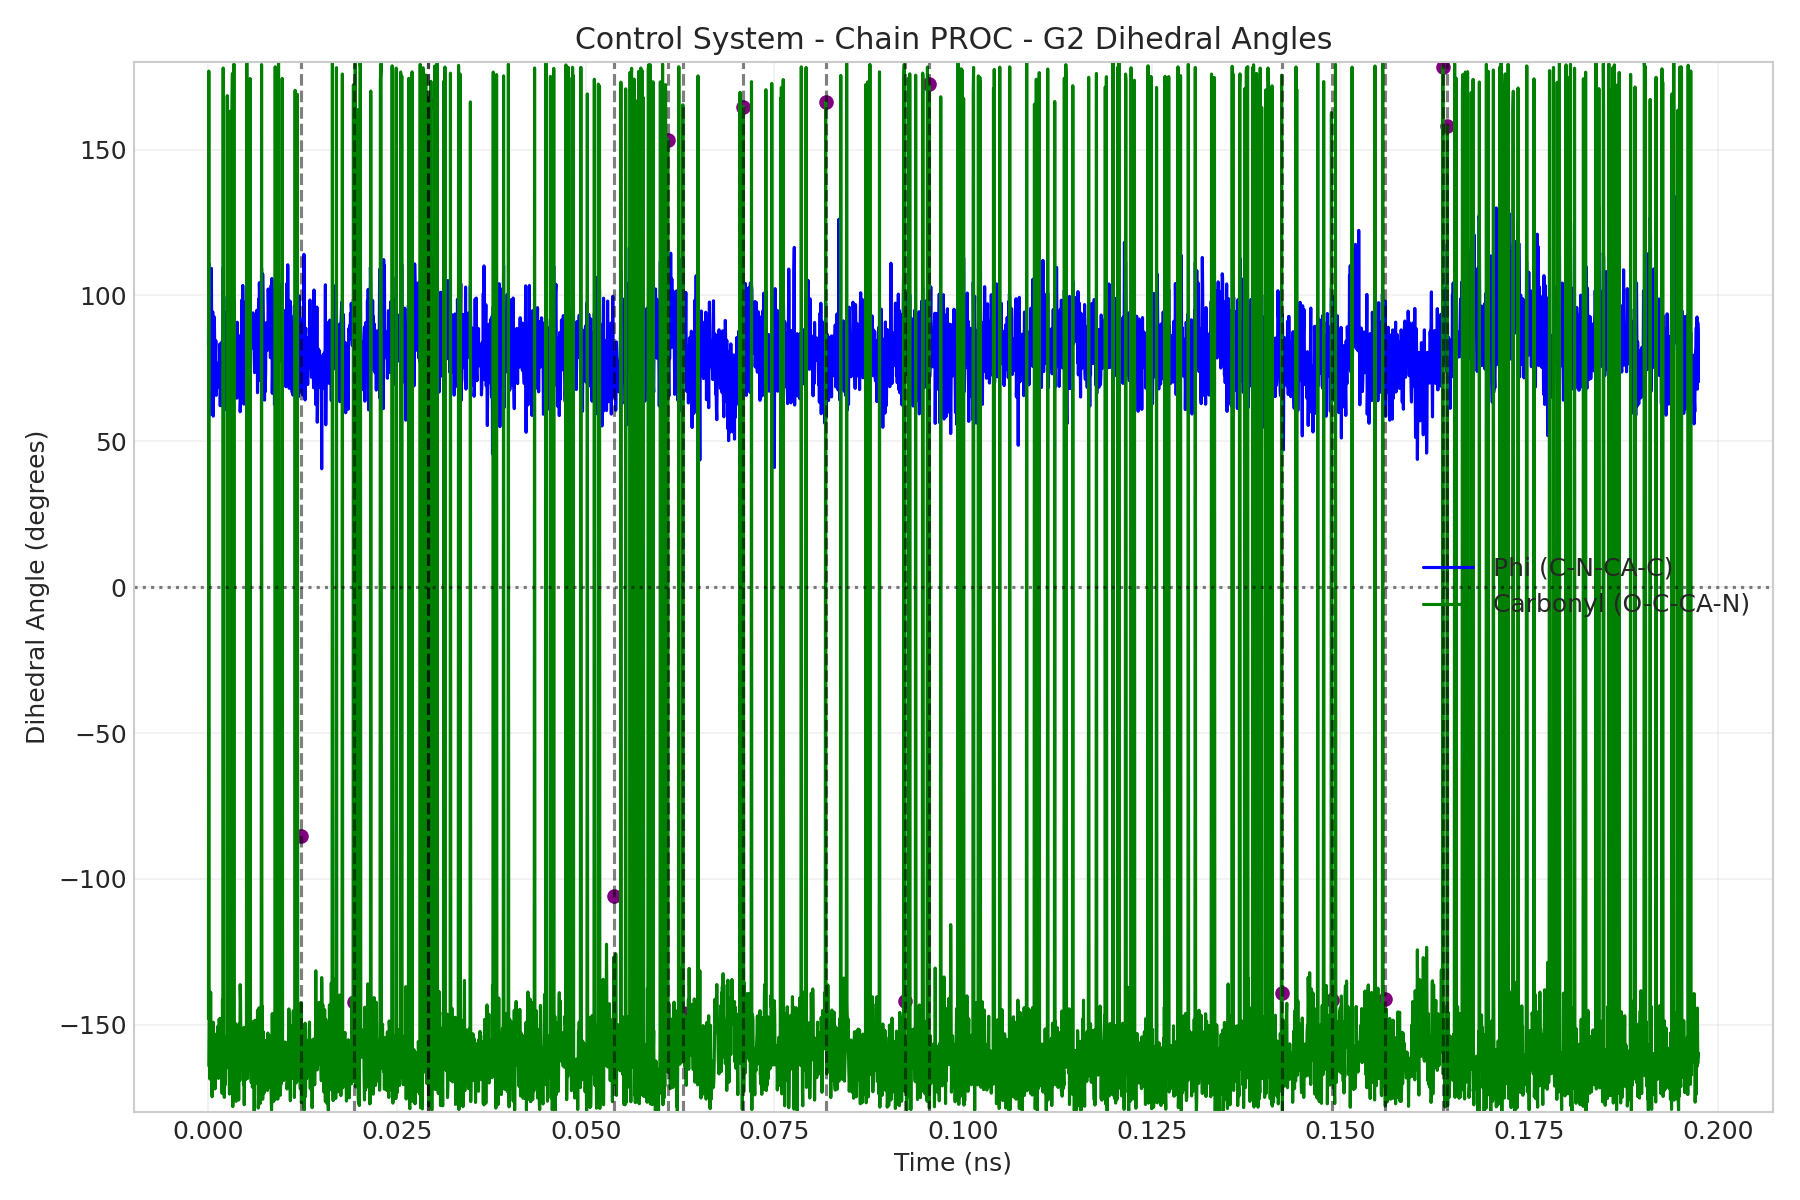 Control System - Chain PROC - G2 Dihedral Angles
Dihedral Angle (degrees)
150
100
50
0
−50
−100
−150
Phi (C-N-CA-C)
Carbonyl (O-C-CA-N)
0.000 0.025 0.050 0.075 0.100 0.125 0.150 0.175 0.200
Time (ns)